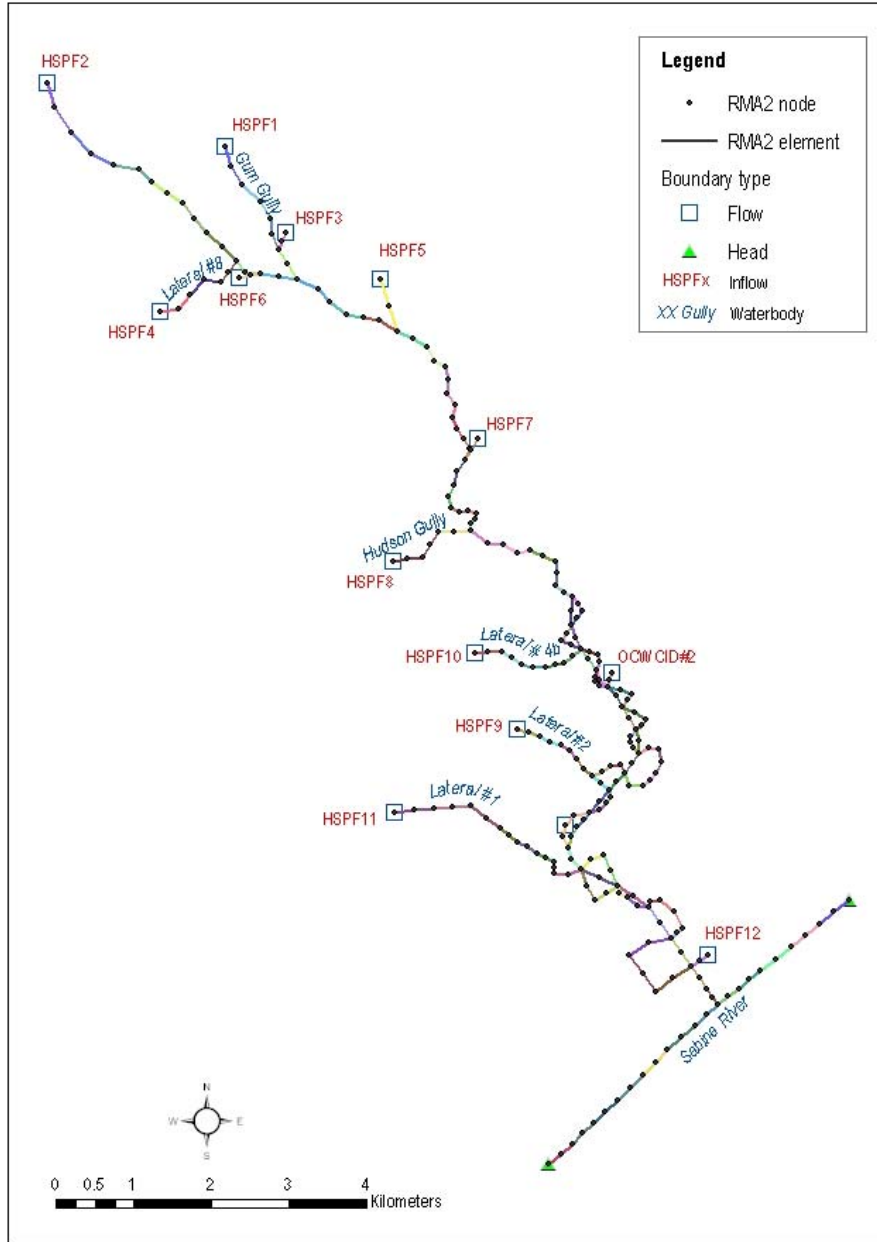 HSPF2
HSPF1
Gum Gully
HSPF3
HSPF5
Lateral #8
HSPF6
HSPF4
HSPF7
Hudson Gully
HSPF8
Lateral # 4b
HSPF10
OCWCID#2
HSPF9
Lateral #2
Lateral #1
HSPF11
HSPF12
Sabine River
Legend
RMA2 node
RMA2 element
Boundary type
Flow
Head
HSPFx Inflow
XX Gully Waterbody
N
W E
S
0 0.5 1 2 3 4
Kilometers